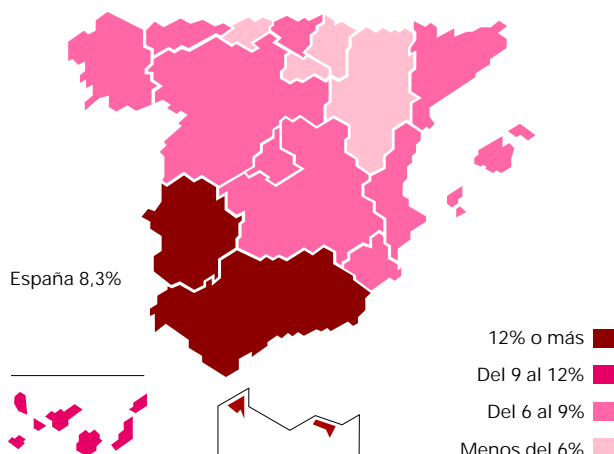 España 8,3%
12% o más
Del 9 al 12%
Del 6 al 9%
Menos del 6%